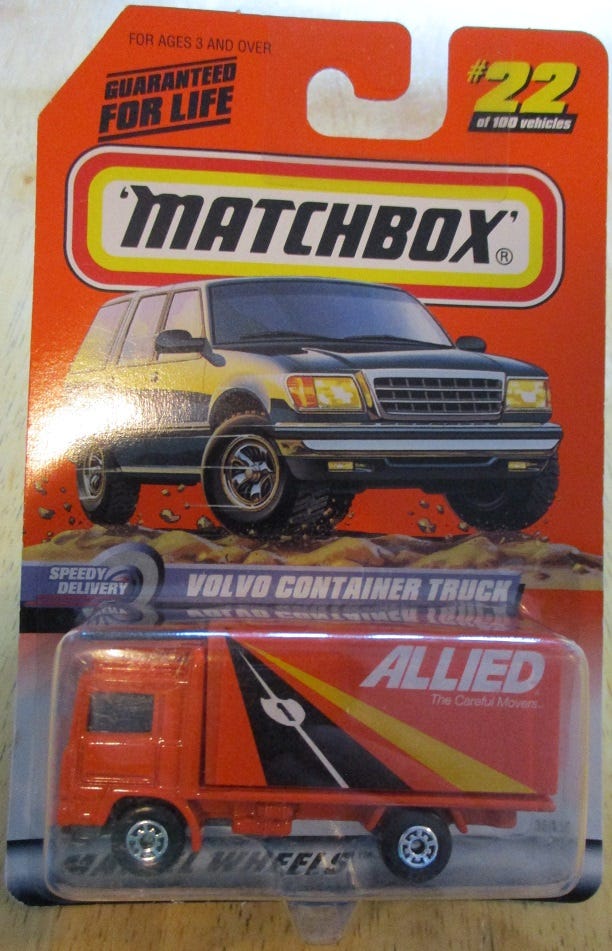 FOR AGES 3 AND OVER
GUARANTEED
FOR LIFE
#22
of 100 vehicles
'MATCHBOX'®
SPEEDY
DELIVERY
VOLVO CONTAINER TRUCK
ALLIED
The Careful Movers
WHEELS™